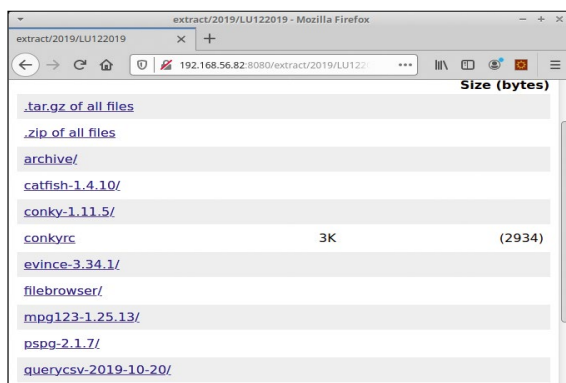 extract/2019/LU122019 - Mozilla Firefox
extract/2019/LU122019
192.168.56.82:8080/extract/2019/LU122
Size (bytes)
.tar.gz of all files
.zip of all files
archive/
catfish-1.4.10/
conky-1.11.5/
conkyrc 3K (2934)
evince-3.34.1/
filebrowser/
mpg123-1.25.13/
pspg-2.1.7/
querycsv-2019-10-20/